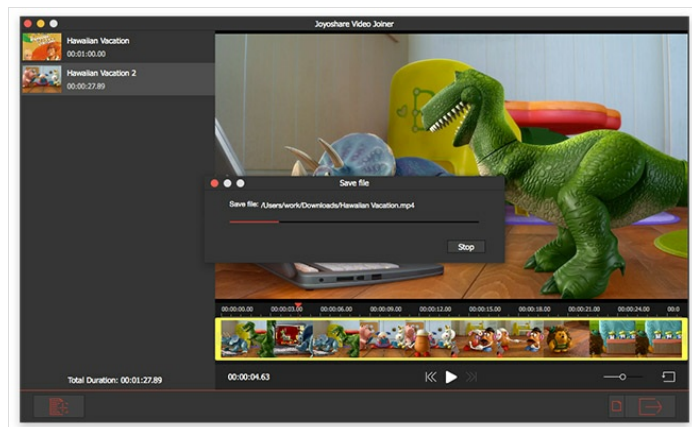 Joyoshare Video Joiner
Hawaiian Vacation
00:01:00.00
Hawaiian Vacation 2
00:00:27.89
Save file
Save file: /Users/work/Downloads/Hawaiian Vacation.mp4
Stop
00:00:00.00 00:00:03.00 00:00:06.00 00:00:09.00 00:00:12.00 00:00:15.00 00:00:18.00 00:00:21.00 00:00:24.00 00:0
Total Duration: 00:01:27.89
00:00:04.63